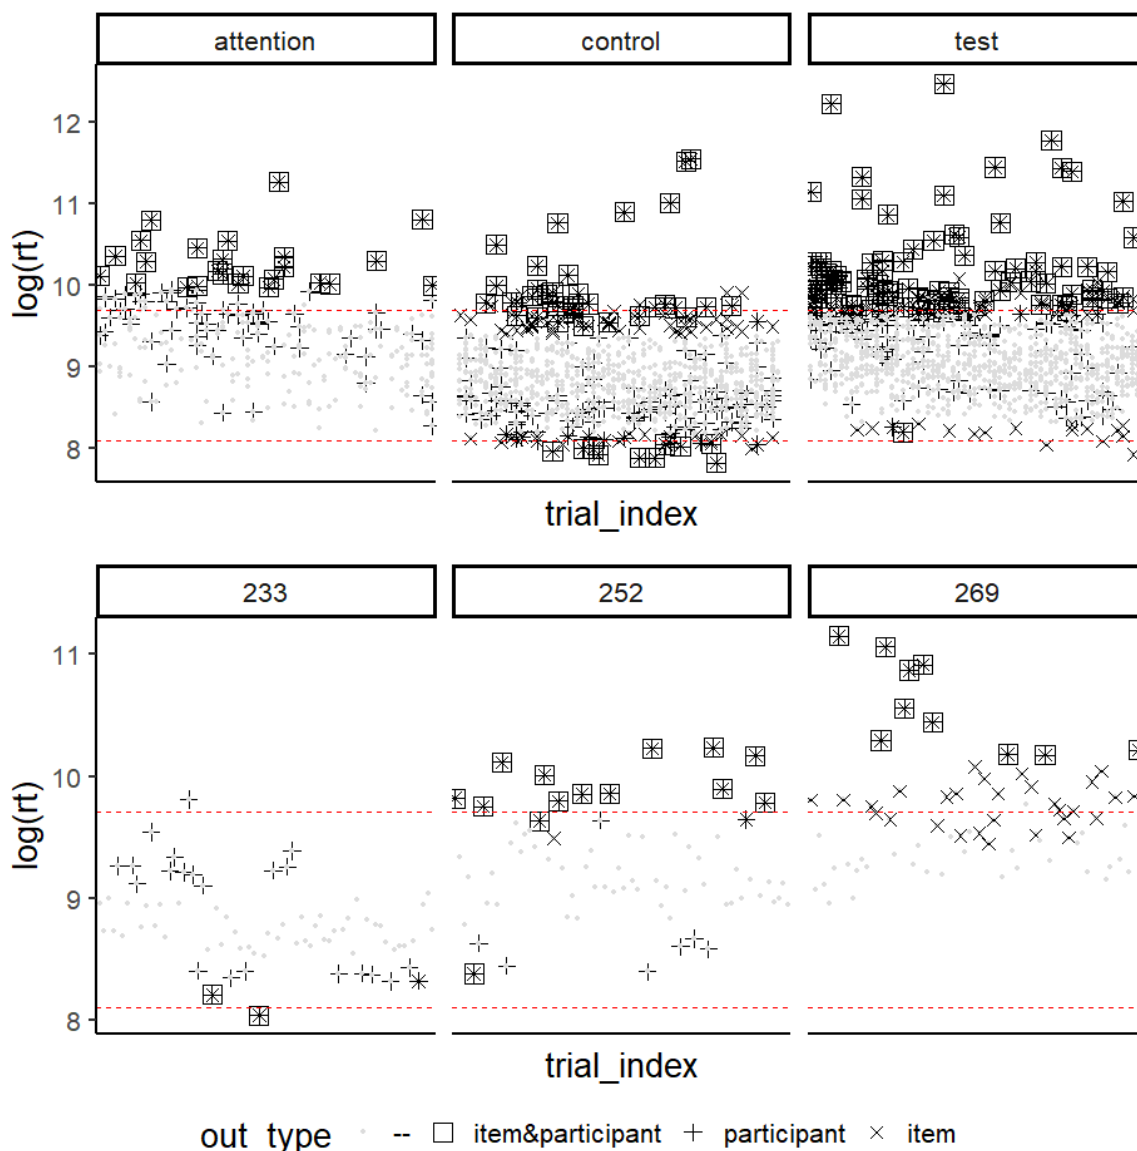 attention control test
12
11
10
9
8
log(rt)
trial_index
233 252 269
11
10
9
8
log(rt)
trial_index
out_type -- item&participant participant item